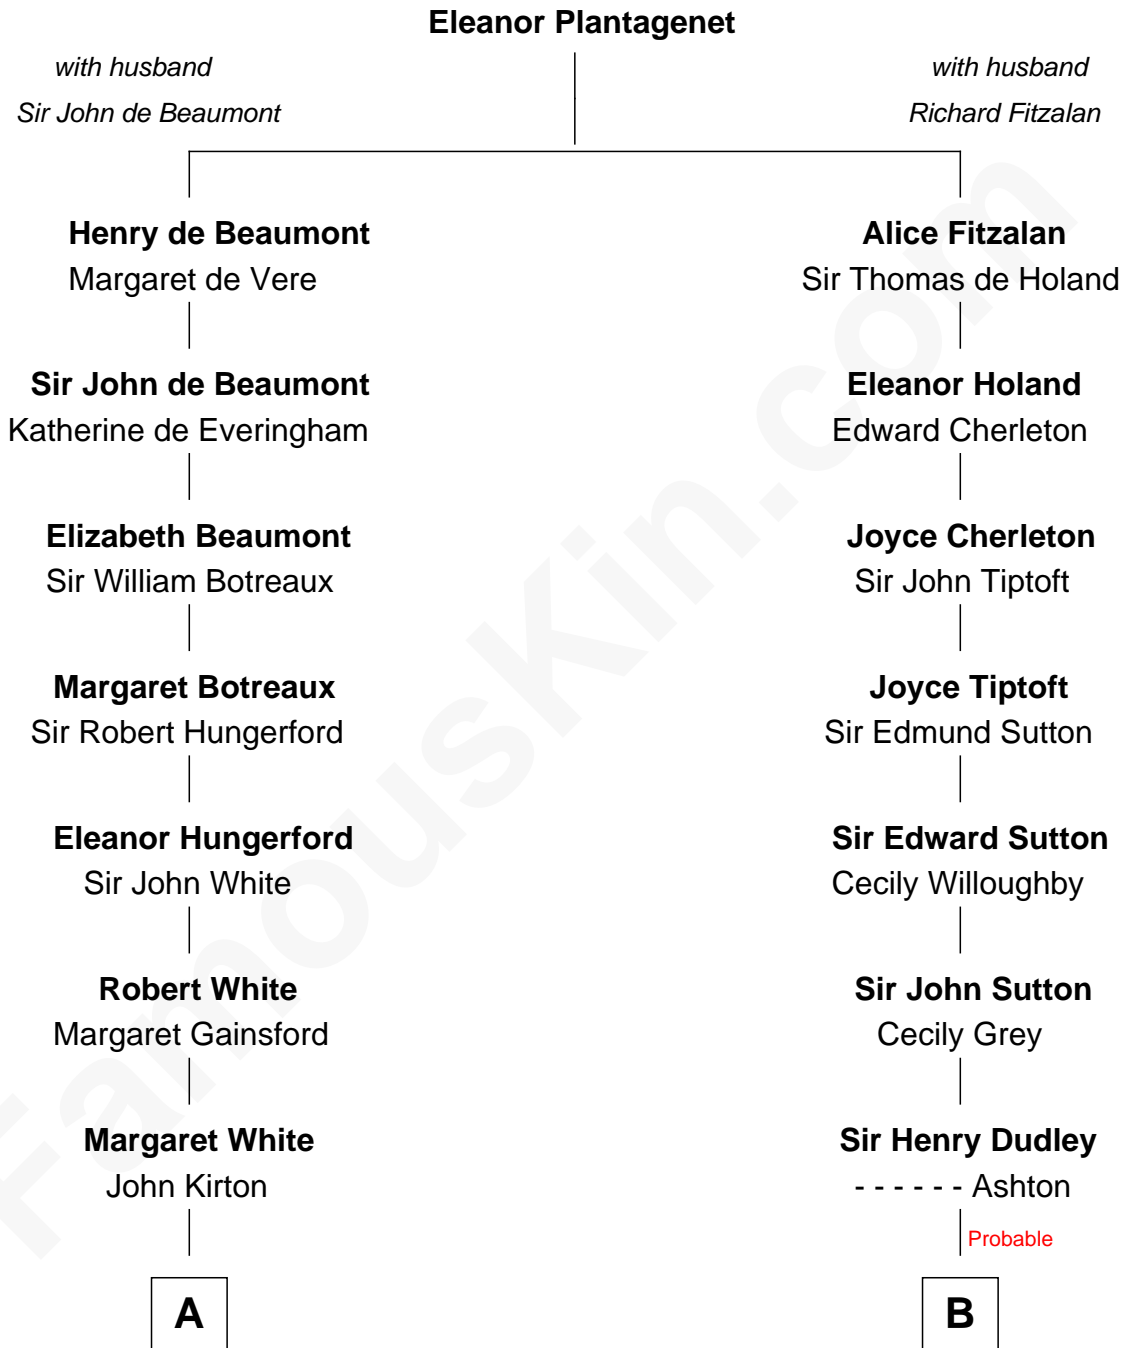 Eleanor Plantagenet
with husband
Sir John de Beaumont
with husband
Richard Fitzalan
Henry de Beaumont
Margaret de Vere
Alice Fitzalan
Sir Thomas de Holand
Sir John de Beaumont
Katherine de Everingham
Eleanor Holand
Edward Cherleton
Elizabeth Beaumont
Sir William Botreaux
Joyce Cherleton
Sir John Tiptoft
Margaret Botreaux
Sir Robert Hungerford
Joyce Tiptoft
Sir Edmund Sutton
Eleanor Hungerford
Sir John White
Sir Edward Sutton
Cecily Willoughby
Robert White
Margaret Gainsford
Sir John Sutton
Cecily Grey
Margaret White
John Kirton
Sir Henry Dudley
- - - - - - Ashton
Probable
A
B
FamousKin.com